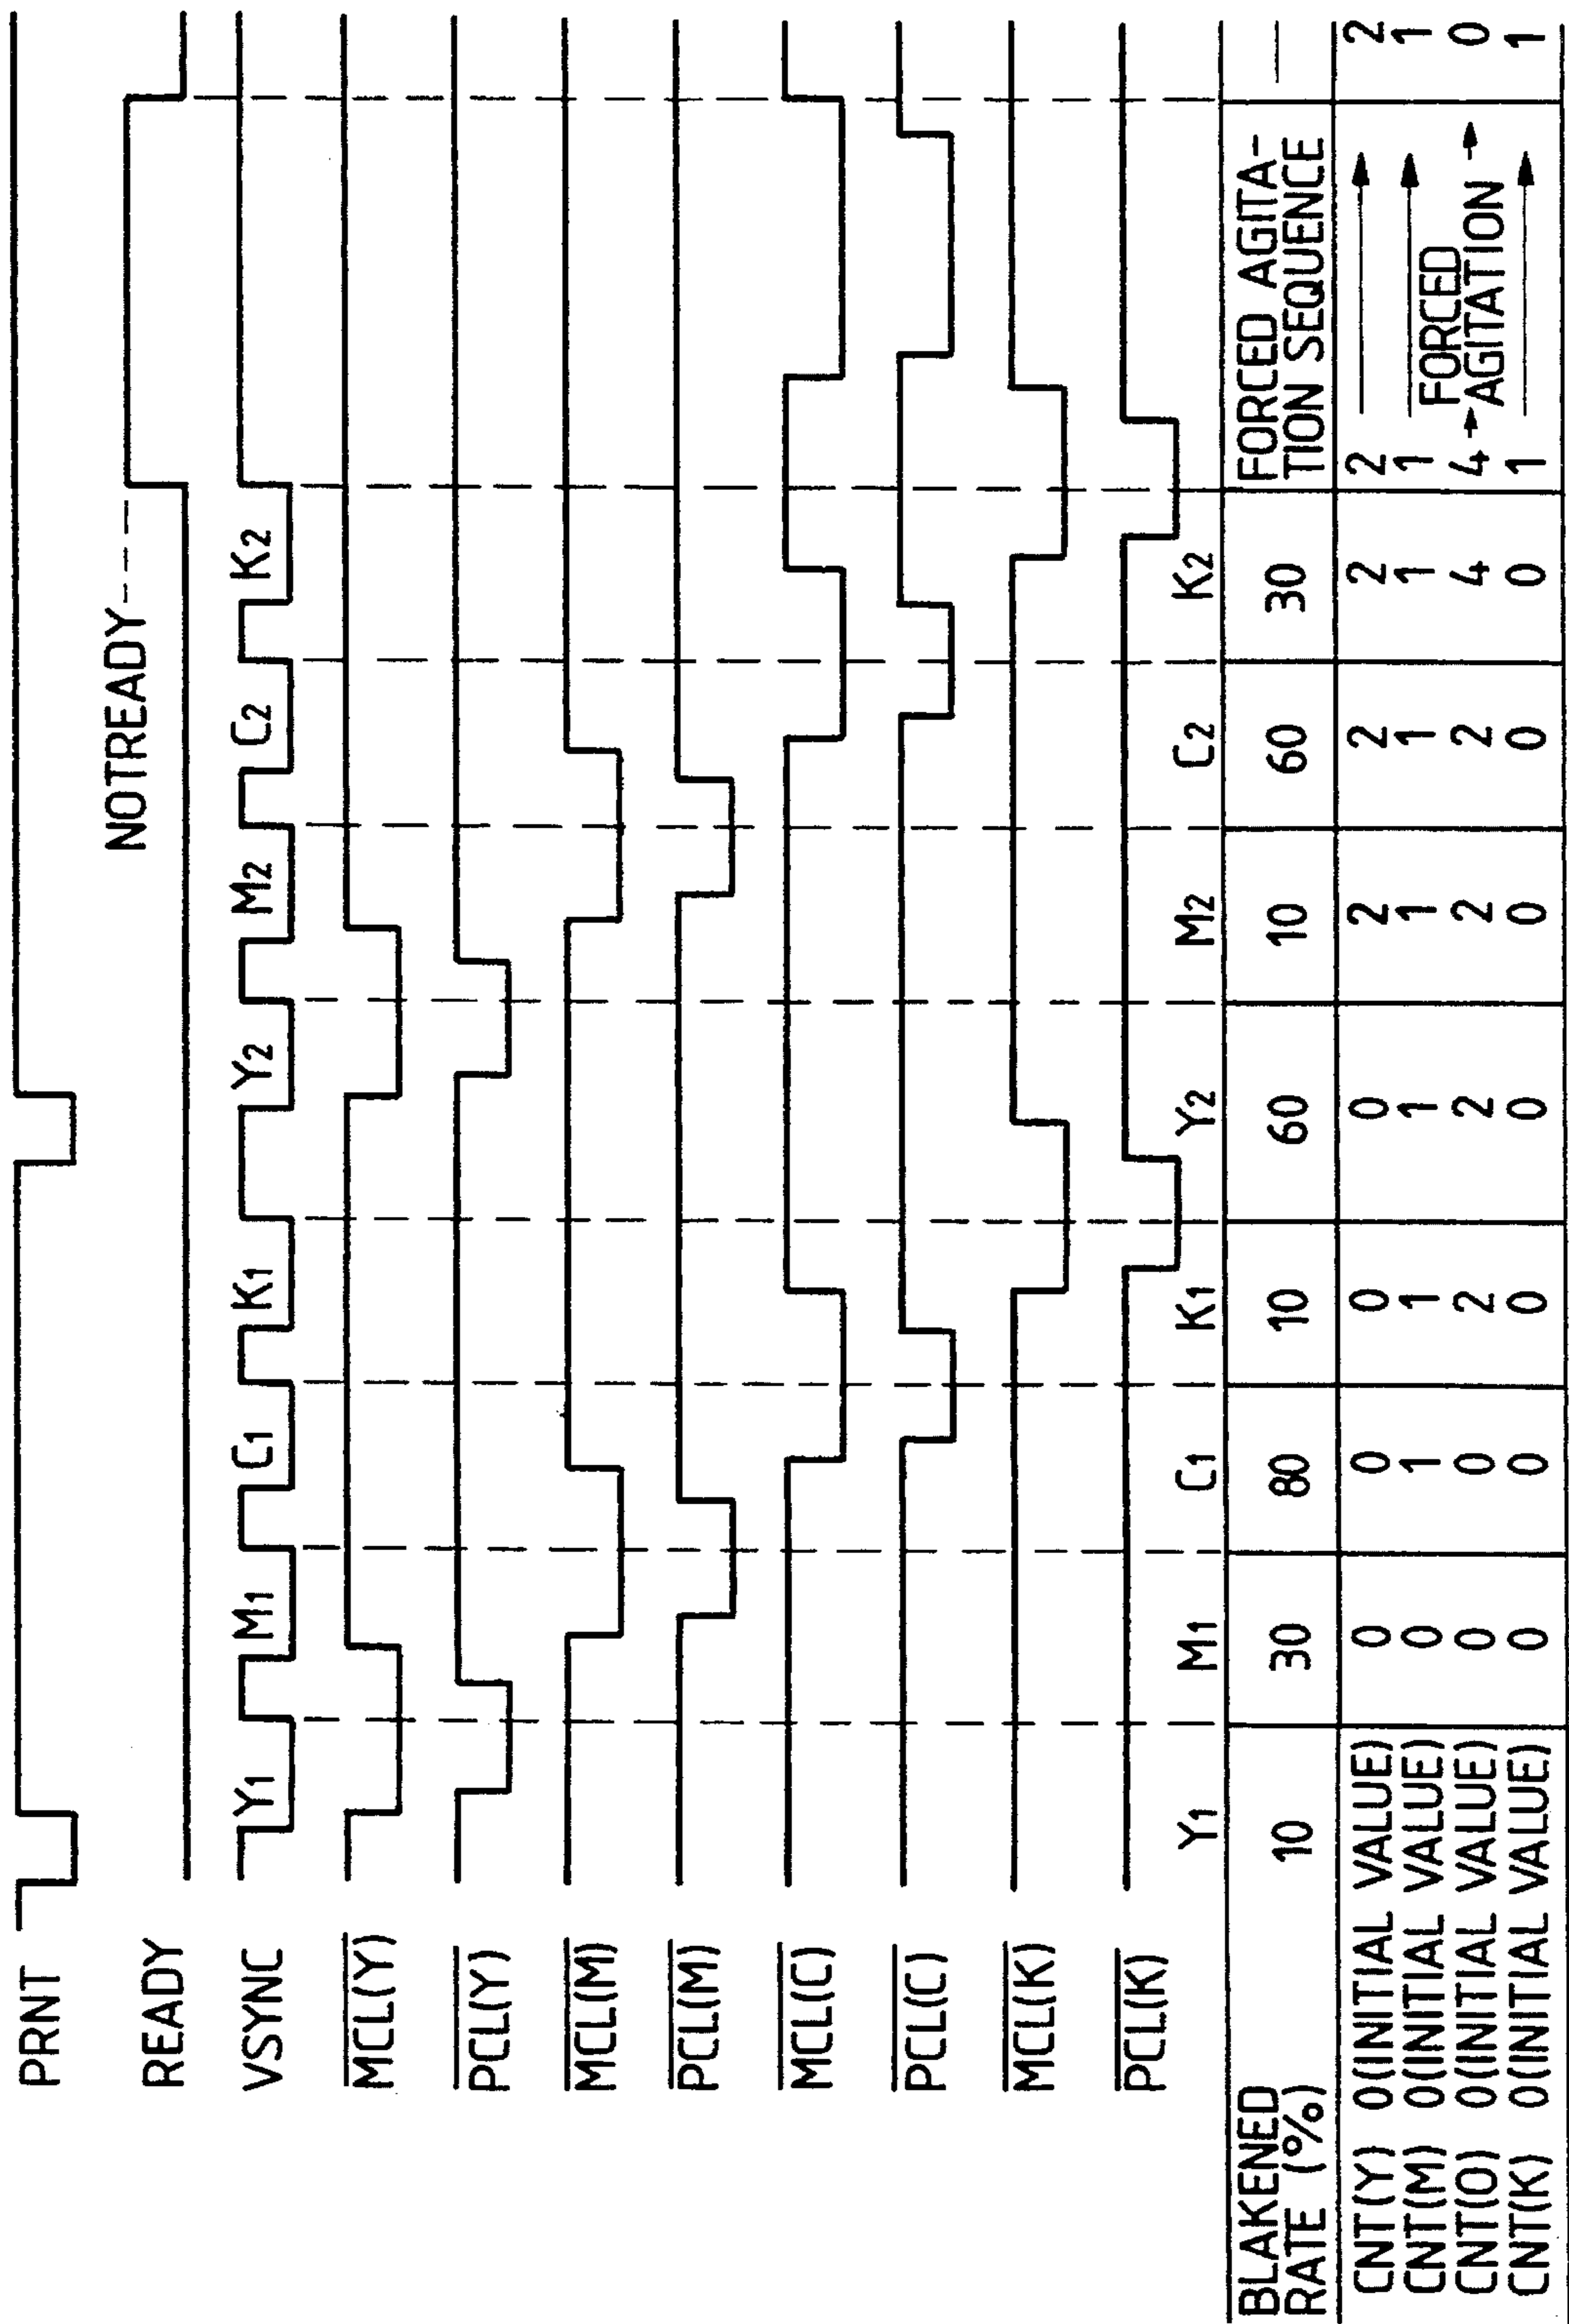 PRNT
READY
NOTREADY
VSYNC Y1 M1 C1 K1 Y2 M2 C2 K2
MCL(Y)
PCL(Y)
MCL(M)
PCL(M)
MCL(C)
PCL(C)
MCL(K)
PCL(K)
Y1 M1 C1 K1 Y2 M2 C2 K2
BLAKENED
RATE (%) 10 30 80 10 60 10 60 30 FORCED AGITA-
TION SEQUENCE —
CNT(Y) 0(INITIAL VALUE) 0 0 0 0 2 2 2 2 → 2
CNT(M) 0(INITIAL VALUE) 0 1 1 1 1 1 1 1 → 1
CNT(O) 0(INITIAL VALUE) 0 0 2 2 2 2 4 4 → FORCED
AGITATION → 0
CNT(K) 0(INITIAL VALUE) 0 0 0 0 0 0 0 1 → 1